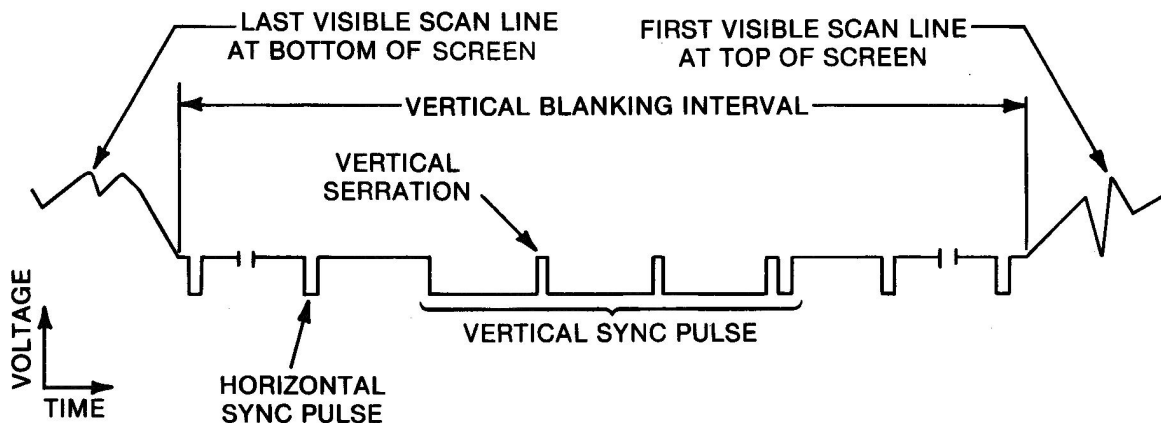 LAST VISIBLE SCAN LINE
AT BOTTOM OF SCREEN
FIRST VISIBLE SCAN LINE
AT TOP OF SCREEN
VERTICAL BLANKING INTERVAL
VERTICAL
SERRATION
VERTICAL SYNC PULSE
HORIZONTAL
SYNC PULSE
VOLTAGE
TIME